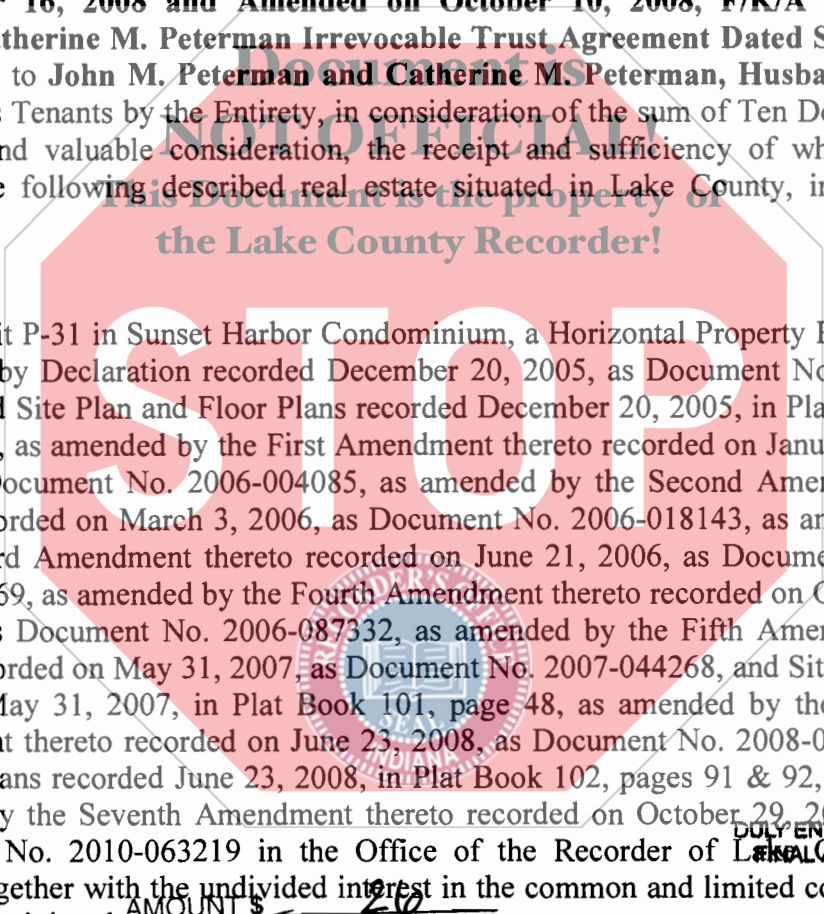 16, 2008 and Amended on October 10, 2008, F/K/A
atherine M. Peterman Irrevocable Trust Agreement Dated S
to John M. Peterman and Catherine M. Peterman, Husba
s Tenants by the Entirety, in consideration of the sum of Ten Do
nd valuable consideration, the receipt and sufficiency of wh
e following described real estate situated in Lake County, in
Document is
NOT OFFICIAL!
This Document is the property of
the Lake County Recorder!
STOP
it P-31 in Sunset Harbor Condominium, a Horizontal Property
by Declaration recorded December 20, 2005, as Document No
d Site Plan and Floor Plans recorded December 20, 2005, in Pla
, as amended by the First Amendment thereto recorded on Janu
Document No. 2006-004085, as amended by the Second Amen
orded on March 3, 2006, as Document No. 2006-018143, as an
rd Amendment thereto recorded on June 21, 2006, as Docume
69, as amended by the Fourth Amendment thereto recorded on O
s Document No. 2006-087332, as amended by the Fifth Amen
orded on May 31, 2007, as Document No. 2007-044268, and Sit
May 31, 2007, in Plat Book 101, page 48, as amended by the
nt thereto recorded on June 23, 2008, as Document No. 2008-0
ans recorded June 23, 2008, in Plat Book 102, pages 91 & 92,
y the Seventh Amendment thereto recorded on October 29, 20
No. 2010-063219 in the Office of the Recorder of Lake
gether with the undivided interest in the common and limited co
RECORDER'S OFFICE
SEAL
INDIANA
DULY EN
FINAL
AMOUNT $ 26